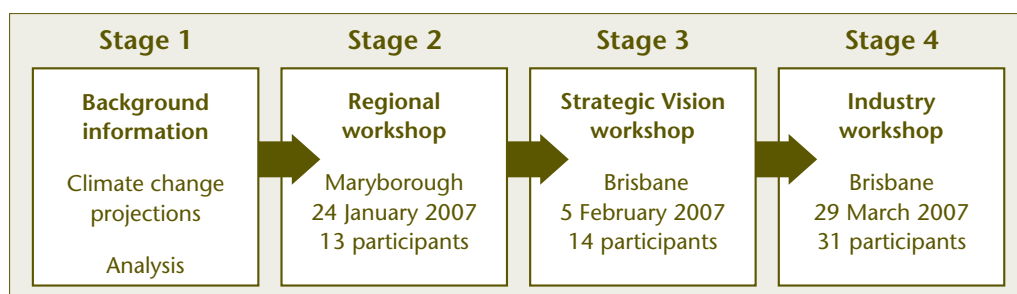 Stage 1
Background
information
Climate change
projections
Analysis
Stage 2
Regional
workshop
Maryborough
24 January 2007
13 participants
Stage 3
Strategic Vision
workshop
Brisbane
5 February 2007
14 participants
Stage 4
Industry
workshop
Brisbane
29 March 2007
31 participants